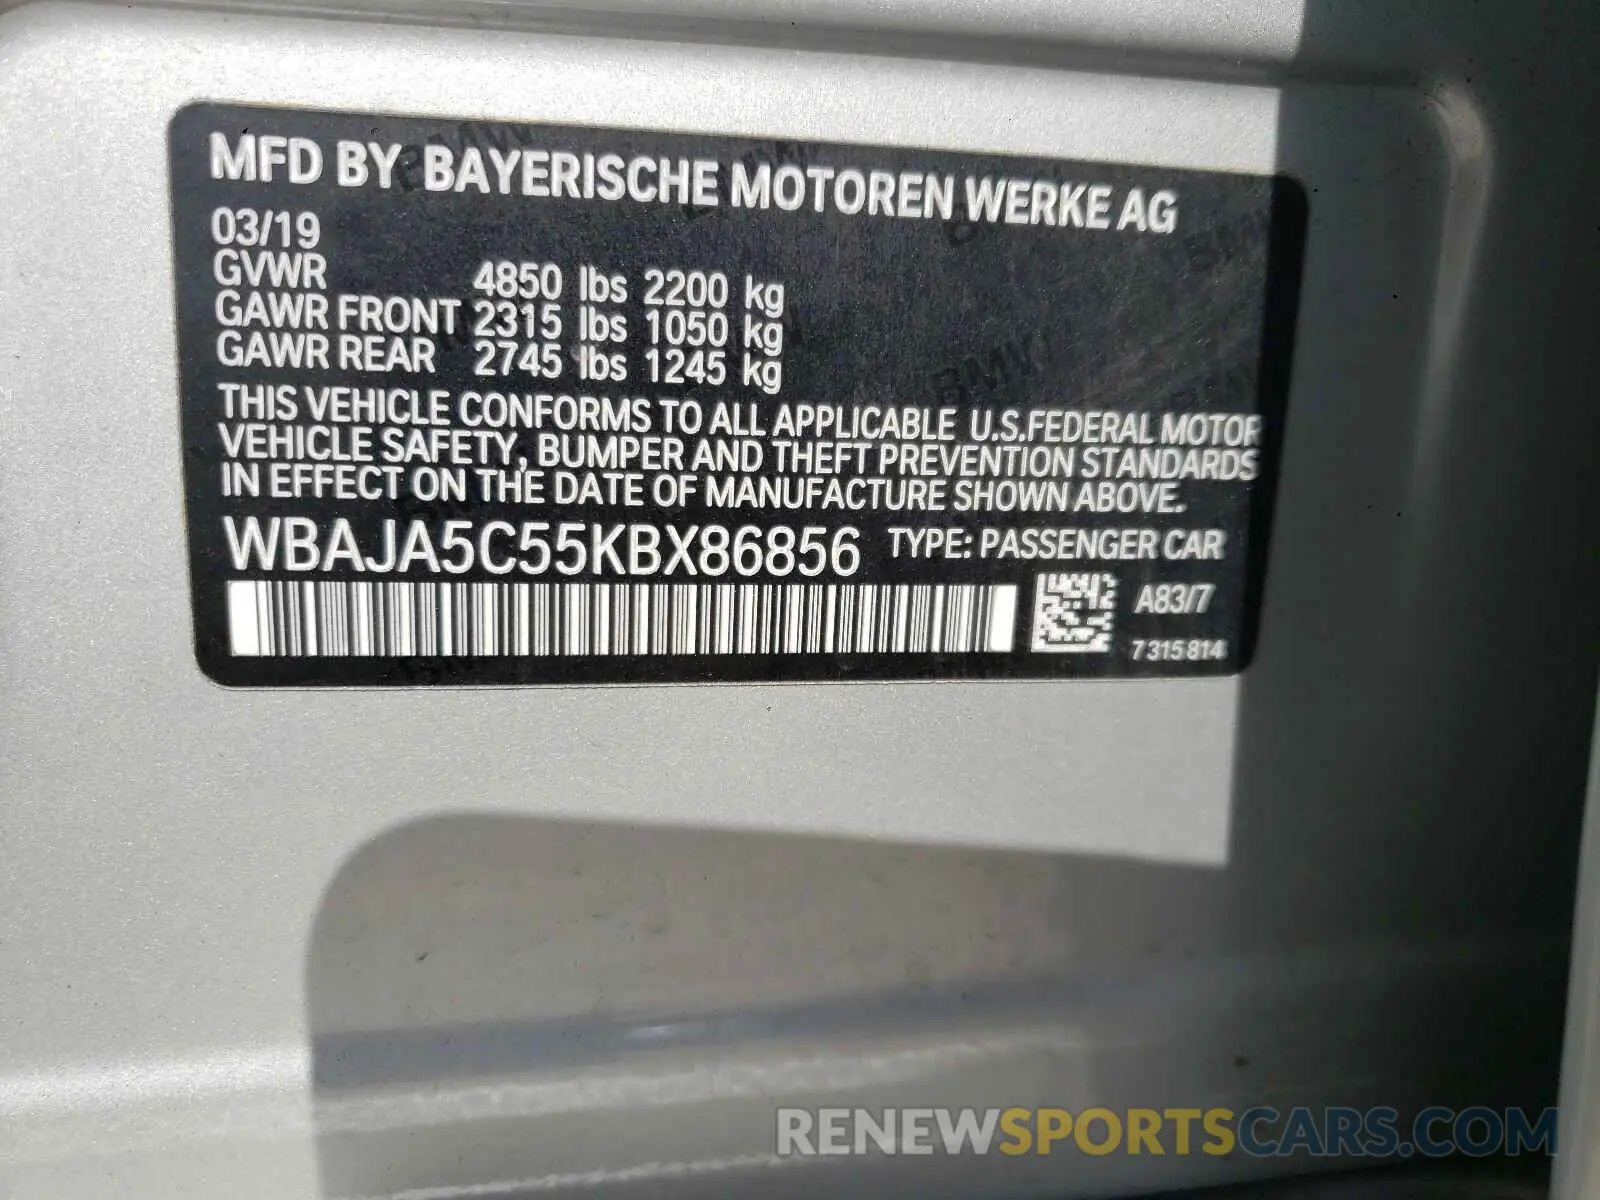 MFD BY BAYERISCHE MOTOREN WERKE AG
03/19
GVWR 4850 lbs 2200 kg
GAWR FRONT 2315 lbs 1050 kg
GAWR REAR 2745 lbs 1245 kg
THIS VEHICLE CONFORMS TO ALL APPLICABLE U.S.FEDERAL MOTOR
VEHICLE SAFETY, BUMPER AND THEFT PREVENTION STANDARDS
IN EFFECT ON THE DATE OF MANUFACTURE SHOWN ABOVE.
WBAJA5C55KBX86856 TYPE: PASSENGER CAR
A83/7
7 315 814
RENEWSPORTSCARS.COM